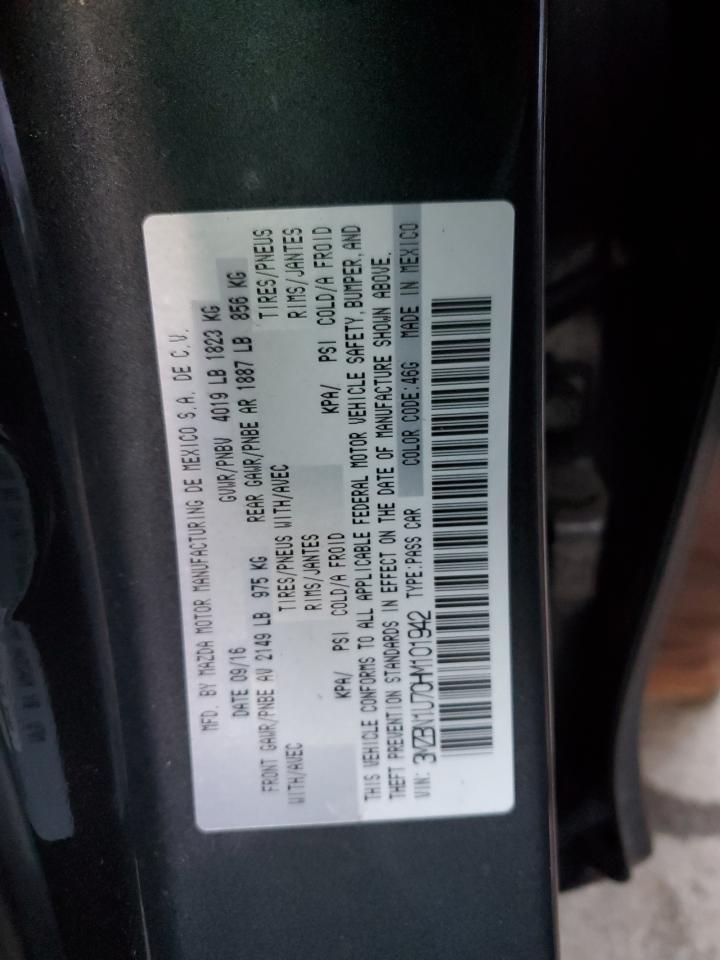 MFD. BY MAZDA MOTOR MANUFACTURING DE MEXICO S.A. DE C.V.
DATE 09/16 GVWR/PNBV 4019 LB 1823 KG
FRONT GAWR/PNBE AV 2149 LB 975 KG REAR GAWR/PNBE AR 1887 LB 856 KG
WITH/AVEC TIRES/PNEUS WITH/AVEC TIRES/PNEUS
RIMS/JANTES RIMS/JANTES
KPA/ PSI COLD/A FROID KPA/ PSI COLD/A FROID
THIS VEHICLE CONFORMS TO ALL APPLICABLE FEDERAL MOTOR VEHICLE SAFETY, BUMPER, AND
THEFT PREVENTION STANDARDS IN EFFECT ON THE DATE OF MANUFACTURE SHOWN ABOVE.
VIN: 3MZBN1U70HM101942 TYPE:PASS CAR COLOR CODE:46G MADE IN MEXICO